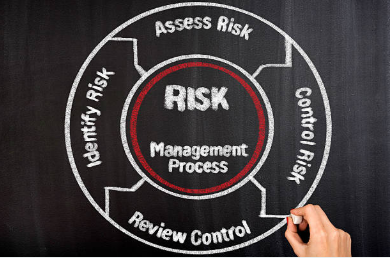 Assess Risk
Identify Risk
RISK
Management
Process
Control Risk
Review Control